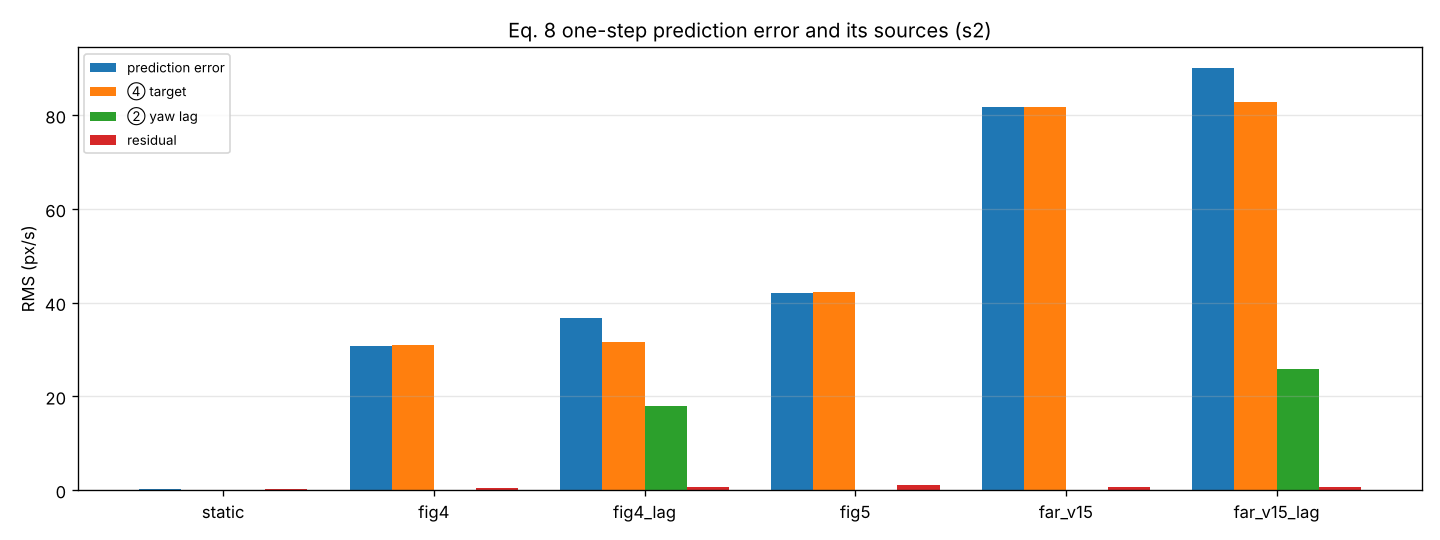 Eq. 8 one-step prediction error and its sources (s2)
prediction error
④ target
② yaw lag
residual
RMS (px/s)
80
60
40
20
0
static
fig4
fig4_lag
fig5
far_v15
far_v15_lag